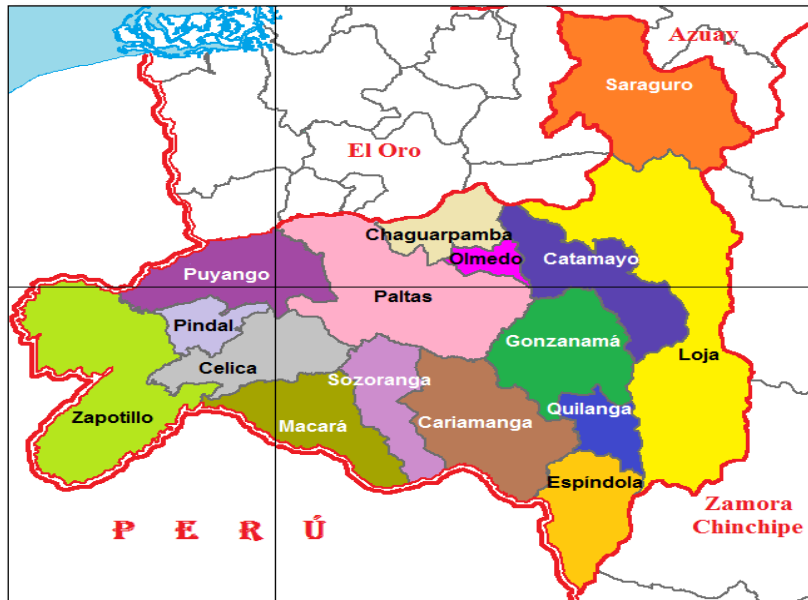 Azuay
Saraguro
El Oro
Chaguarpamba
Olmedo
Catamayo
Puyango
Paltas
Pindal
Gonzanamá
Loja
Celica
Sozoranga
Quilanga
Zapotillo
Macará
Cariamanga
Espíndola
Zamora
Chinchipe
P E R Ú